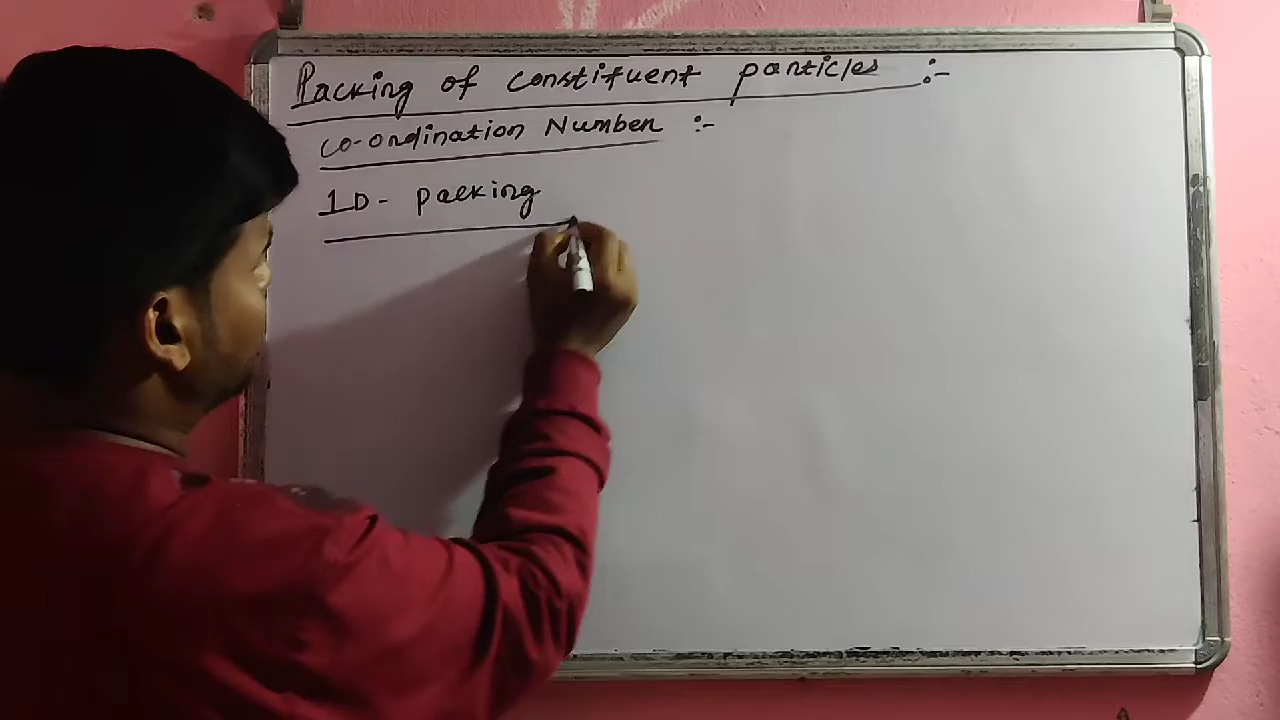 Packing of constituent particles :-
co-ordination Number :-
1D- packing